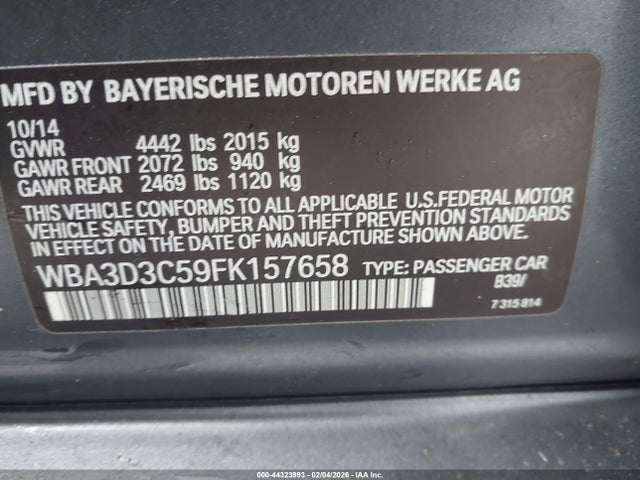 MFD BY BAYERISCHE MOTOREN WERKE AG
10/14
GVWR 4442 lbs 2015 kg
GAWR FRONT 2072 lbs 940 kg
GAWR REAR 2469 lbs 1120 kg
THIS VEHICLE CONFORMS TO ALL APPLICABLE U.S.FEDERAL MOTOR
VEHICLE SAFETY, BUMPER AND THEFT PREVENTION STANDARDS
IN EFFECT ON THE DATE OF MANUFACTURE SHOWN ABOVE.
WBA3D3C59FK157658 TYPE: PASSENGER CAR
B39/
7 315 814
000-44323993 - 02/04/2026 - IAA Inc.